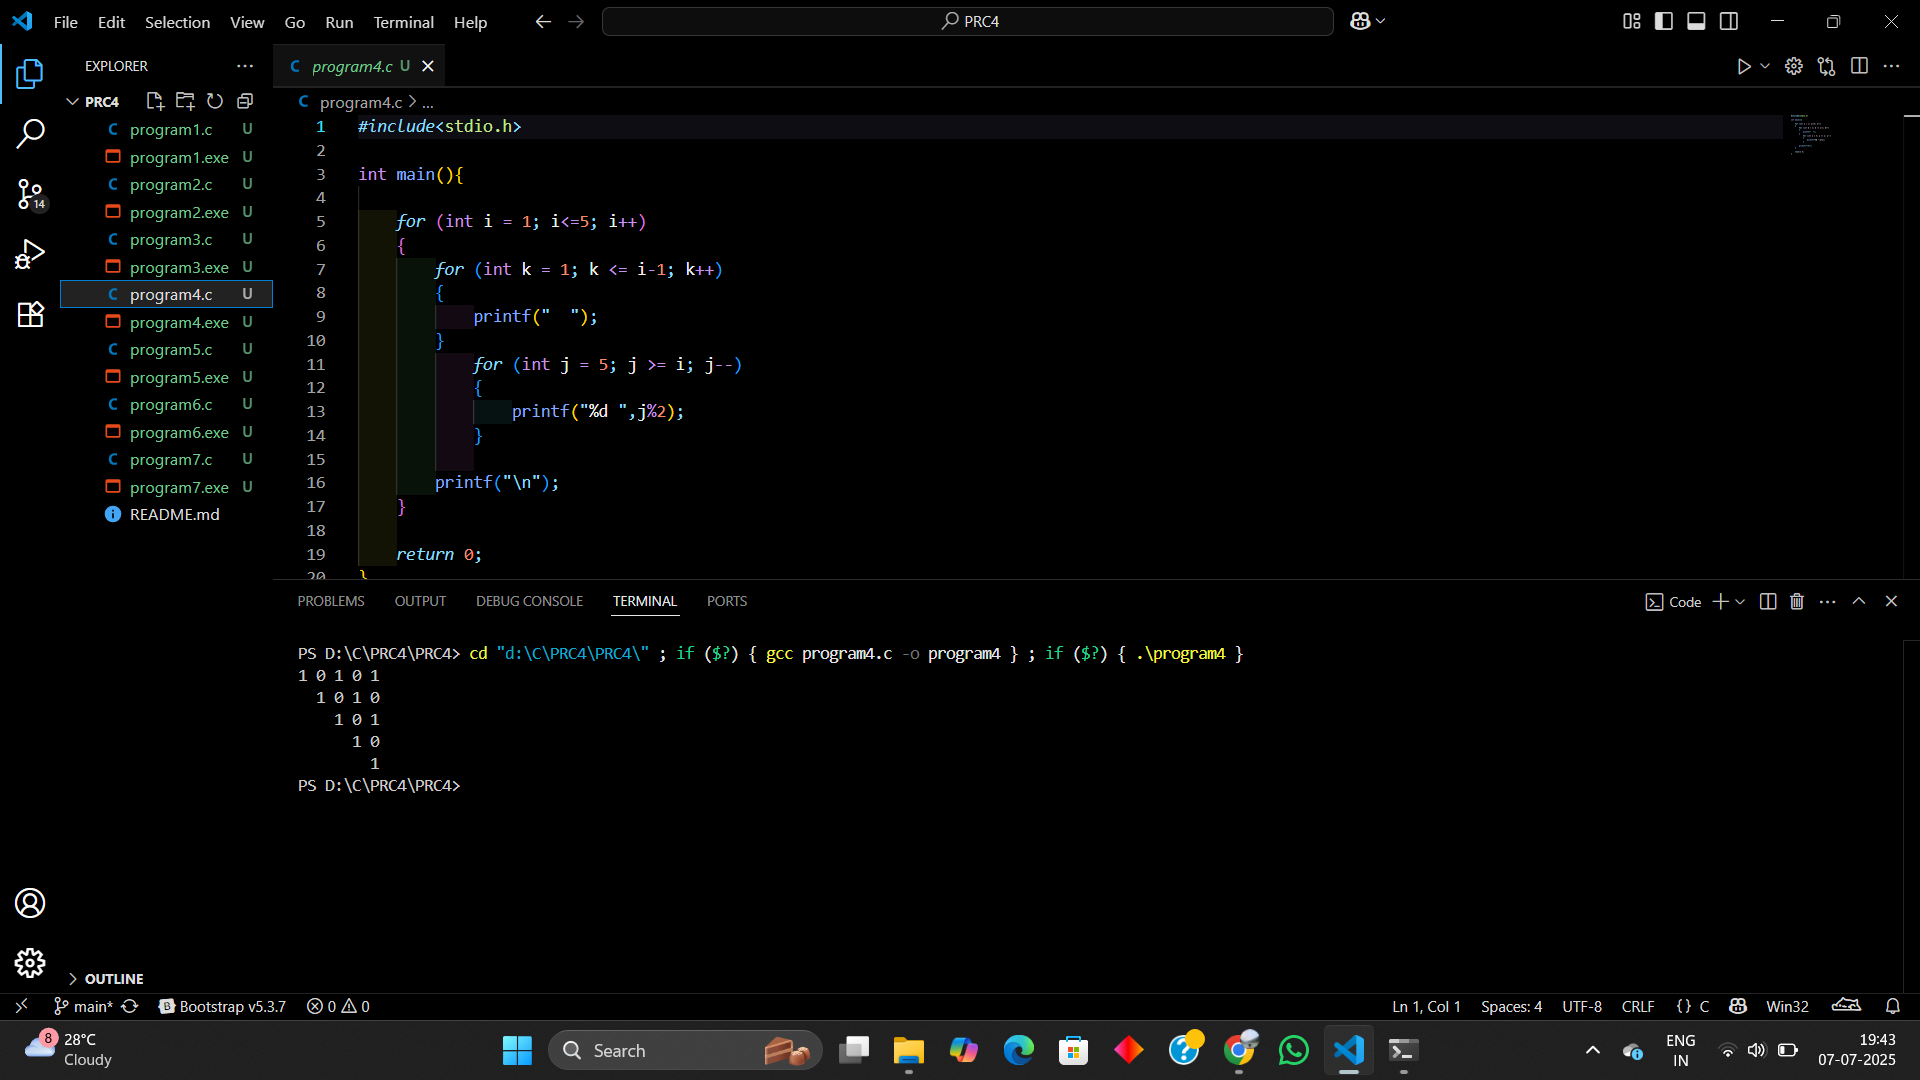 File Edit Selection View Go Run Terminal Help
PRC4
EXPLORER
PRC4
program1.c U
program1.exe U
program2.c U
program2.exe U
program3.c U
program3.exe U
program4.c U
program4.exe U
program5.c U
program5.exe U
program6.c U
program6.exe U
program7.c U
program7.exe U
README.md
14
OUTLINE
C program4.c U
C program4.c > ...
1 #include<stdio.h>
2
3 int main(){
4
5 for (int i = 1; i<=5; i++)
6 {
7 for (int k = 1; k <= i-1; k++)
8 {
9 printf("  ");
10 }
11 for (int j = 5; j >= i; j--)
12 {
13 printf("%d ",j%2);
14 }
15
16 printf("\n");
17 }
18
19 return 0;
20 }
PROBLEMS OUTPUT DEBUG CONSOLE TERMINAL PORTS
Code
PS D:\C\PRC4\PRC4> cd "d:\C\PRC4\PRC4\" ; if ($?) { gcc program4.c -o program4 } ; if ($?) { .\program4 }
1 0 1 0 1
  1 0 1 0
    1 0 1
      1 0
        1
PS D:\C\PRC4\PRC4>
main* Bootstrap v5.3.7 0 0
Ln 1, Col 1 Spaces: 4 UTF-8 CRLF {} C Win32
8
28°C
Cloudy
Search
ENG
IN
19:43
07-07-2025